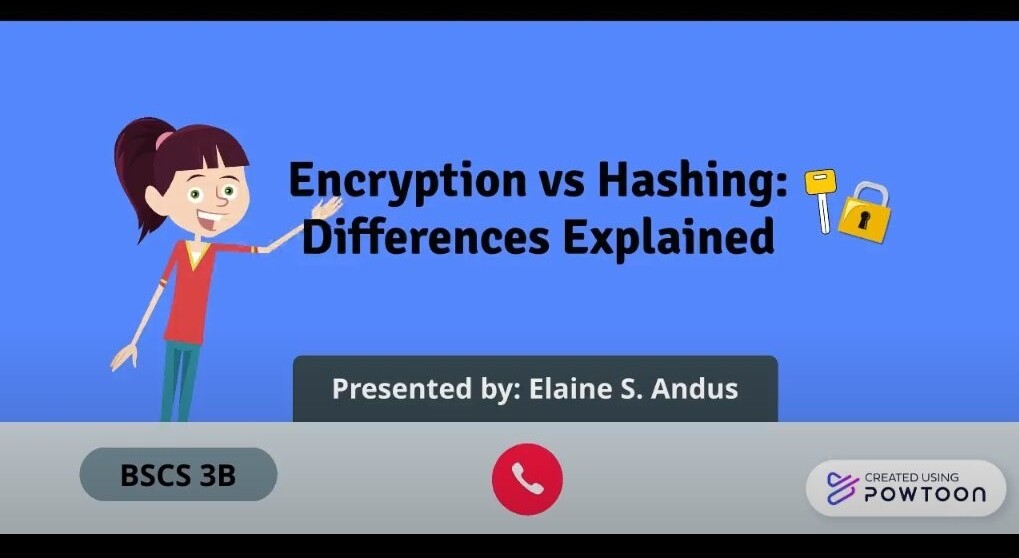 Encryption vs Hashing:
Differences Explained
Presented by: Elaine S. Andus
BSCS 3B
CREATED USING
POWTOON